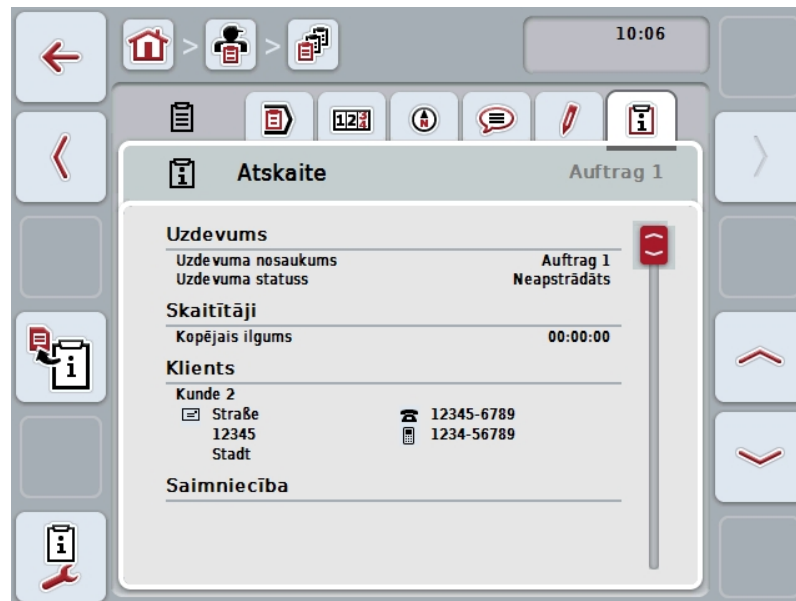 10:06
Atskaite Auftrag 1
Uzdevums
Uzdevuma nosaukums Auftrag 1
Uzdevuma statuss Neapstrādāts
Skaitītāji
Kopējais ilgums 00:00:00
Klients
Kunde 2
Straße 12345-6789
12345 1234-56789
Stadt
Saimniecība